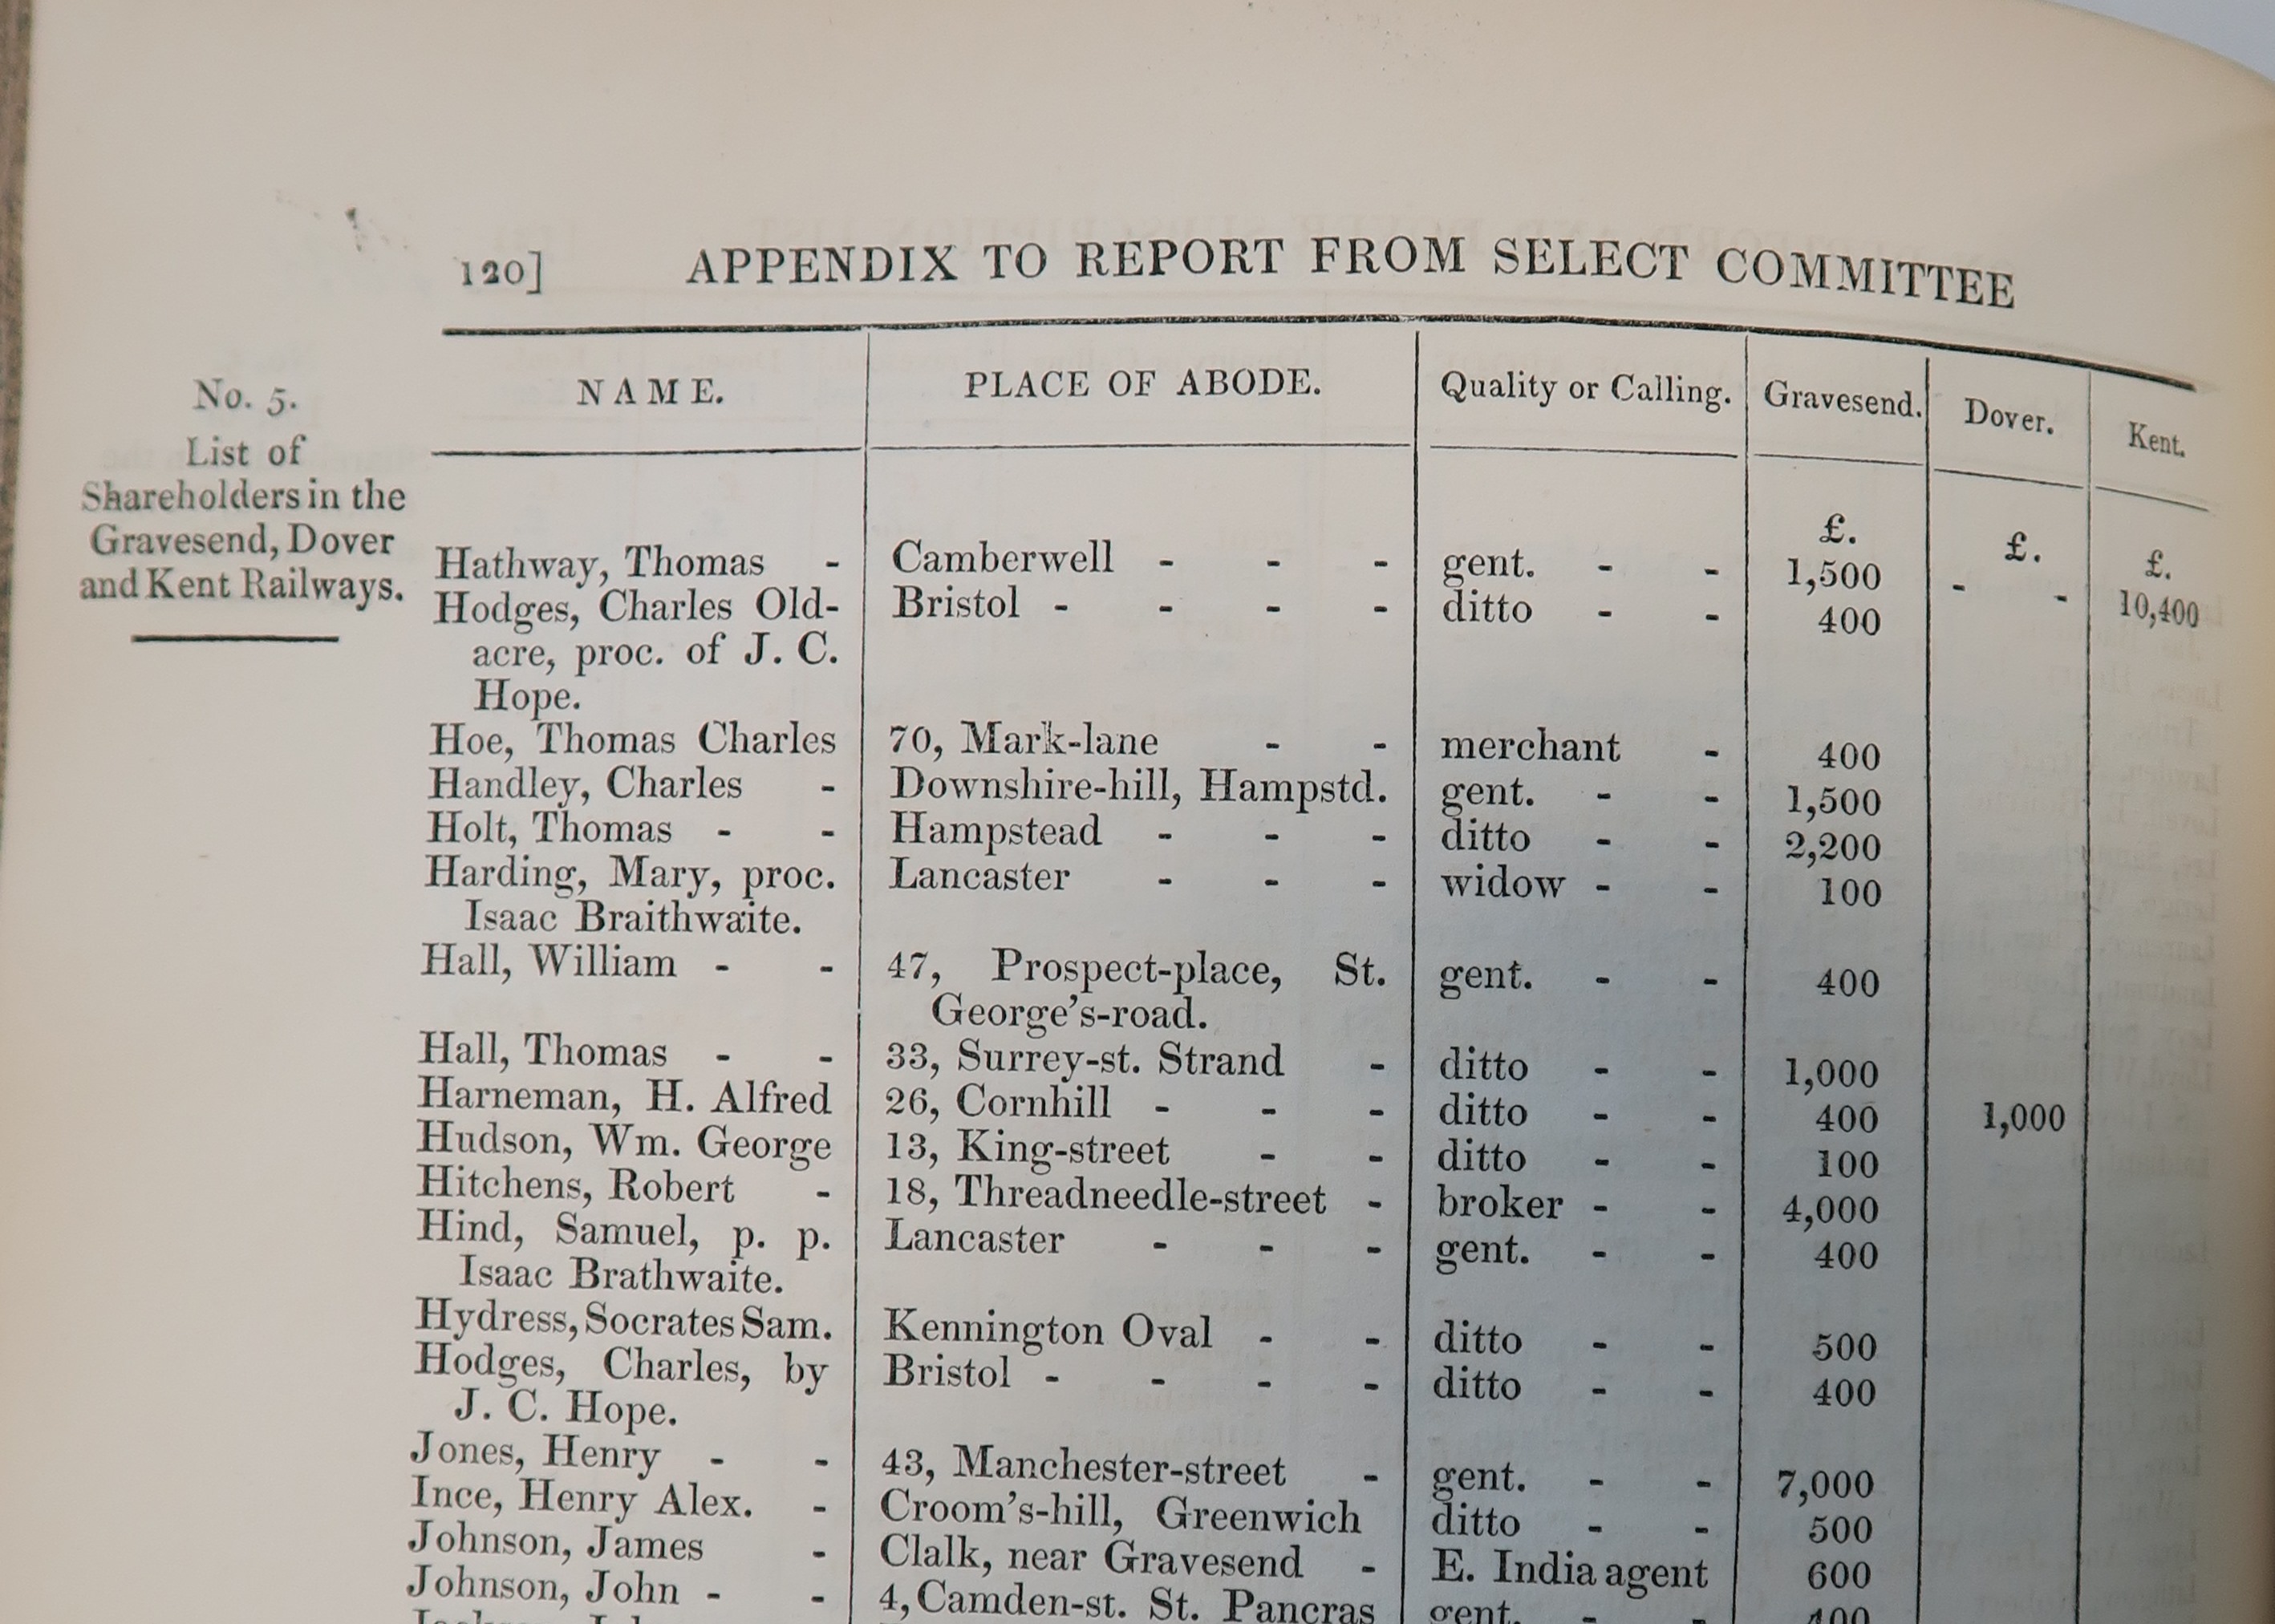 120] APPENDIX TO REPORT FROM SELECT COMMITTEE
No. 5.
List of
Shareholders in the
Gravesend, Dover
and Kent Railways.
NAME. PLACE OF ABODE. Quality or Calling. Gravesend. Dover. Kent.
£. £. £.
Hathway, Thomas - Camberwell - - - gent. - - 1,500 - - 10,400
Hodges, Charles Old- Bristol - - - - ditto - - 400
acre, proc. of J. C.
Hope.
Hoe, Thomas Charles 70, Mark-lane - - merchant - 400
Handley, Charles - Downshire-hill, Hampstd. gent. - - 1,500
Holt, Thomas - - Hampstead - - - ditto - - 2,200
Harding, Mary, proc. Lancaster - - - widow - - 100
Isaac Braithwaite.
Hall, William - - 47, Prospect-place, St. gent. - - 400
George's-road.
Hall, Thomas - - 33, Surrey-st. Strand - ditto - - 1,000
Harneman, H. Alfred 26, Cornhill - - - ditto - - 400 1,000
Hudson, Wm. George 13, King-street - - ditto - - 100
Hitchens, Robert - 18, Threadneedle-street - broker - - 4,000
Hind, Samuel, p. p. Lancaster - - - gent. - - 400
Isaac Brathwaite.
Hydress, Socrates Sam. Kennington Oval - - ditto - - 500
Hodges, Charles, by Bristol - - - - ditto - - 400
J. C. Hope.
Jones, Henry - - 43, Manchester-street - gent. - - 7,000
Ince, Henry Alex. - Croom's-hill, Greenwich ditto - - 500
Johnson, James - Clalk, near Gravesend - E. India agent 600
Johnson, John - - 4, Camden-st. St. Pancras gent. - - 400